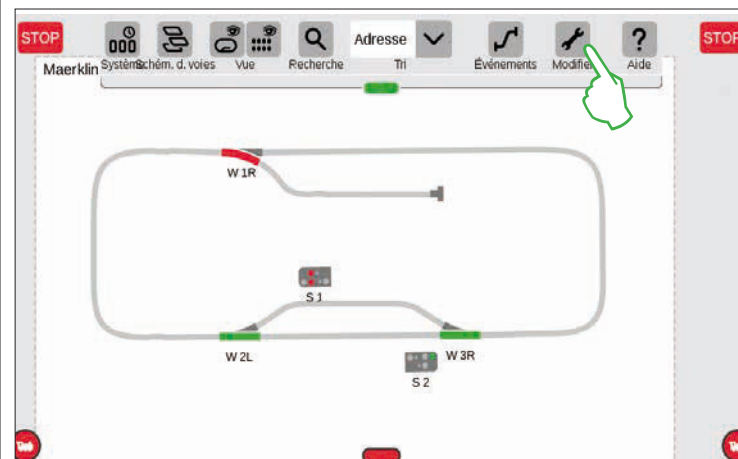 STOP
STOP
Adresse
Système
Schém. d. voies
Vue
Recherche
Tri
Événements
Modifier
Aide
Maerklin
W 1R
S 1
W 2L
W 3R
S 2